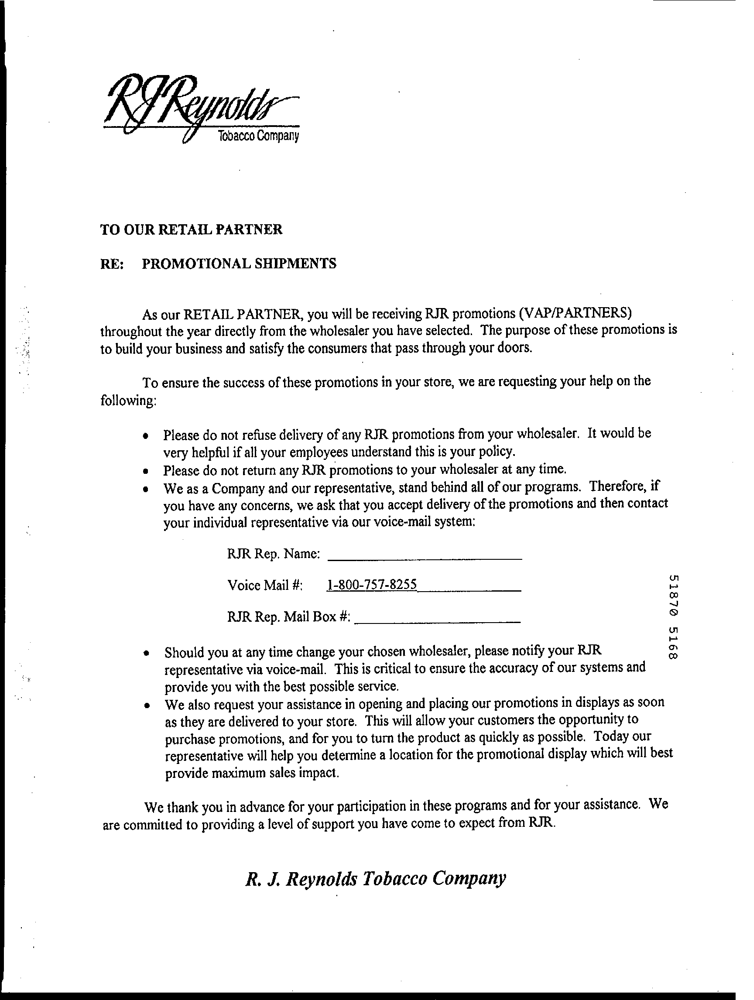 RJReynolds
Tobacco Company
TO OUR RETAIL PARTNER
RE: PROMOTIONAL SHIPMENTS
As our RETAIL PARTNER, you will be receiving RJR promotions (VAP/PARTNERS)
throughout the year directly from the wholesaler you have selected. The purpose of these promotions is
to build your business and satisfy the consumers that pass through your doors.
To ensure the success of these promotions in your store, we are requesting your help on the
following:
• Please do not refuse delivery of any RJR promotions from your wholesaler. It would be
very helpful if all your employees understand this is your policy.
• Please do not return any RJR promotions to your wholesaler at any time.
• We as a Company and our representative, stand behind all of our programs. Therefore, if
you have any concerns, we ask that you accept delivery of the promotions and then contact
your individual representative via our voice-mail system:
RJR Rep. Name: ____________________
Voice Mail #: 1-800-757-8255__________
RJR Rep. Mail Box #: _________________
51870 5168
• Should you at any time change your chosen wholesaler, please notify your RJR
representative via voice-mail. This is critical to ensure the accuracy of our systems and
provide you with the best possible service.
• We also request your assistance in opening and placing our promotions in displays as soon
as they are delivered to your store. This will allow your customers the opportunity to
purchase promotions, and for you to turn the product as quickly as possible. Today our
representative will help you determine a location for the promotional display which will best
provide maximum sales impact.
We thank you in advance for your participation in these programs and for your assistance. We
are committed to providing a level of support you have come to expect from RJR.
R. J. Reynolds Tobacco Company